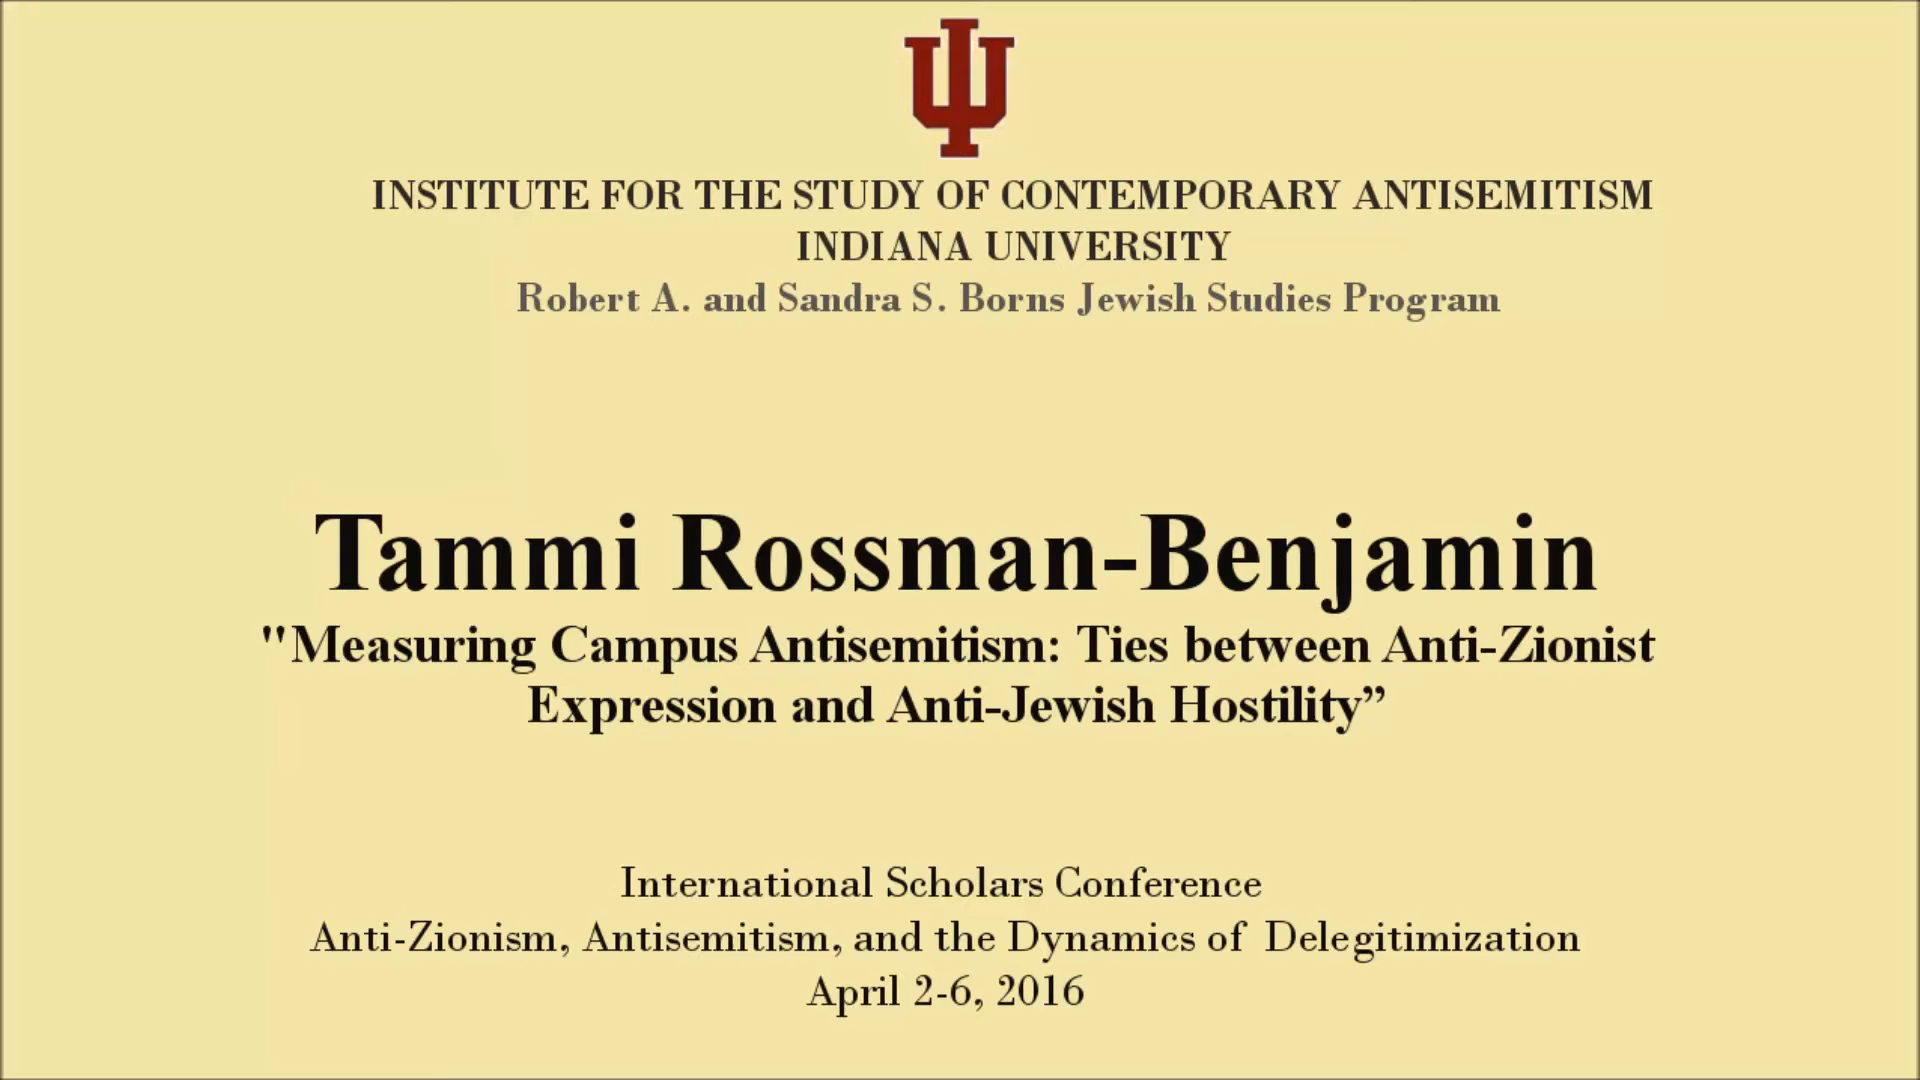 INSTITUTE FOR THE STUDY OF CONTEMPORARY ANTISEMITISM
INDIANA UNIVERSITY
Robert A. and Sandra S. Borns Jewish Studies Program
Tammi Rossman-Benjamin
"Measuring Campus Antisemitism: Ties between Anti-Zionist
Expression and Anti-Jewish Hostility”
International Scholars Conference
Anti-Zionism, Antisemitism, and the Dynamics of Delegitimization
April 2-6, 2016